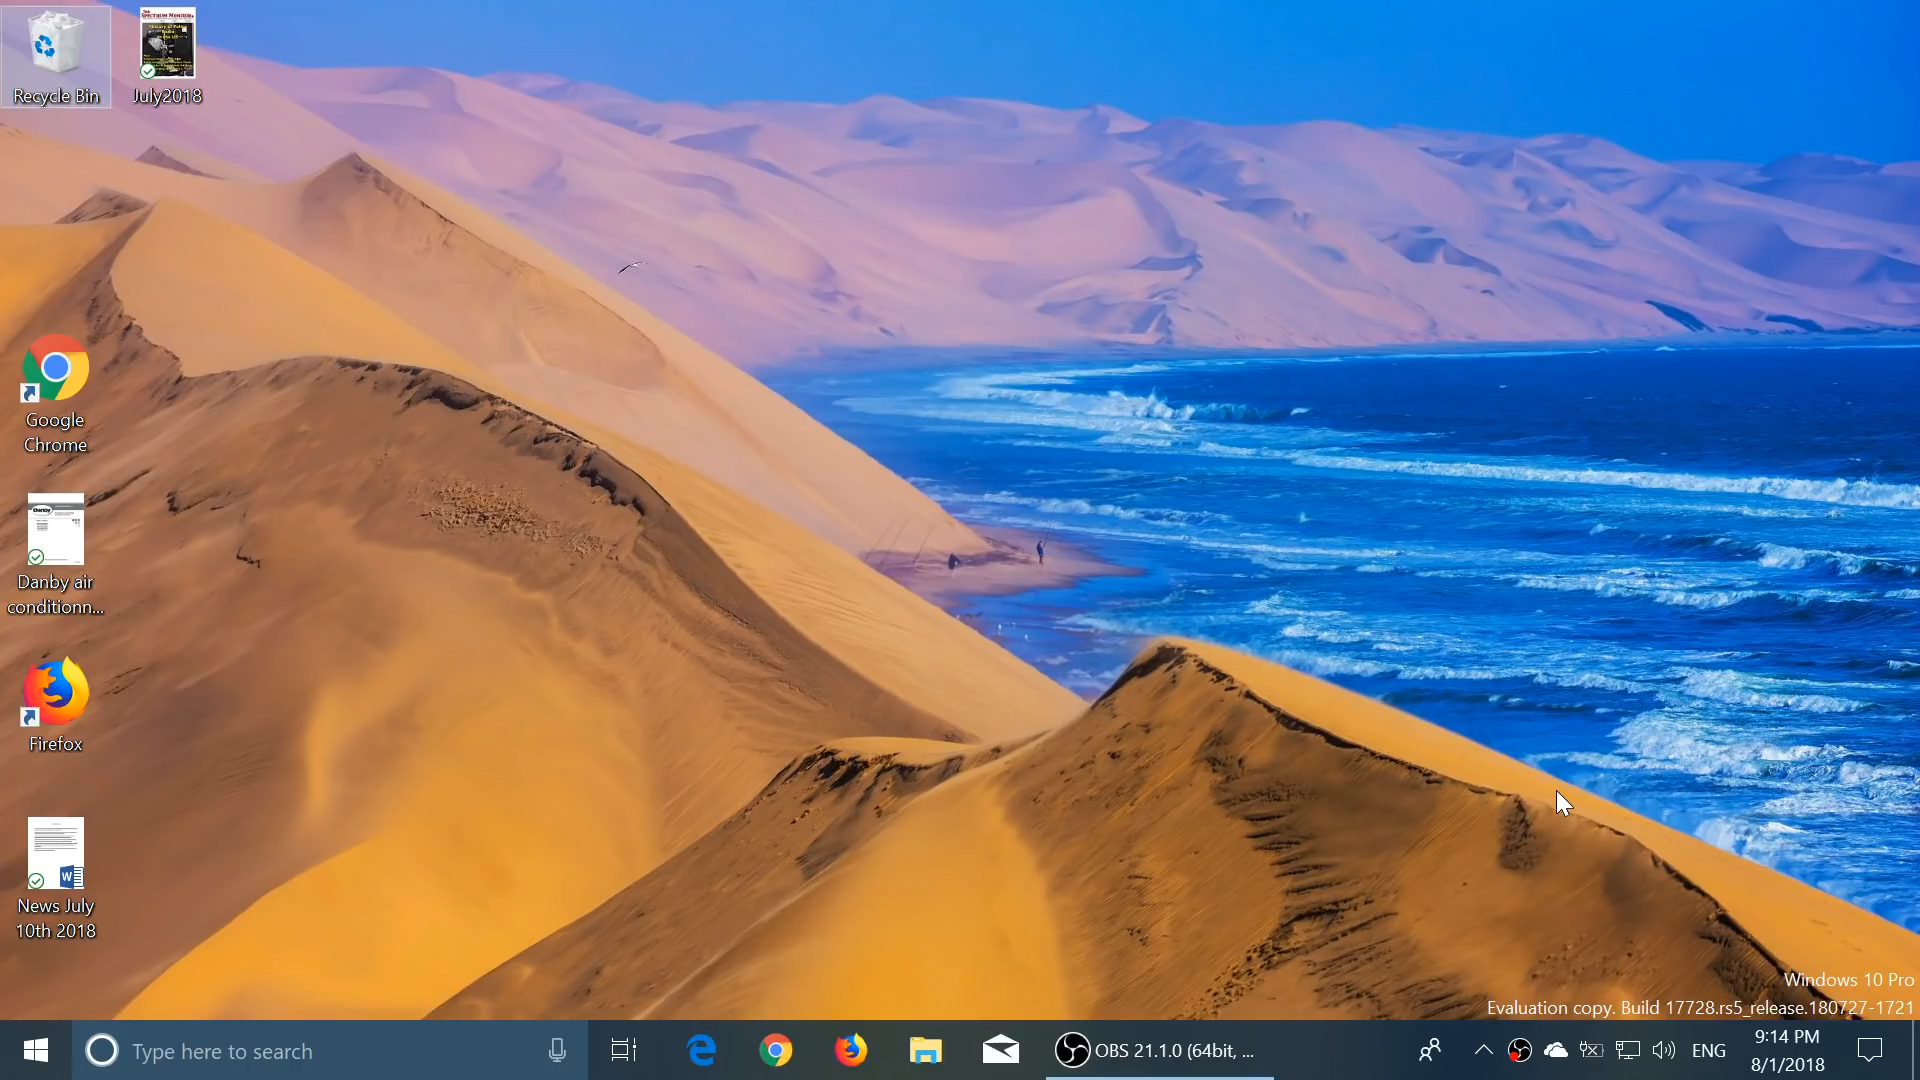 Recycle Bin
July2018
Google
Chrome
Danby
Danby air
conditionn...
Firefox
W
News July
10th 2018
Windows 10 Pro
Evaluation copy. Build 17728.rs5_release.180727-1721
Type here to search
OBS 21.1.0 (64bit, ...
ENG
9:14 PM
8/1/2018